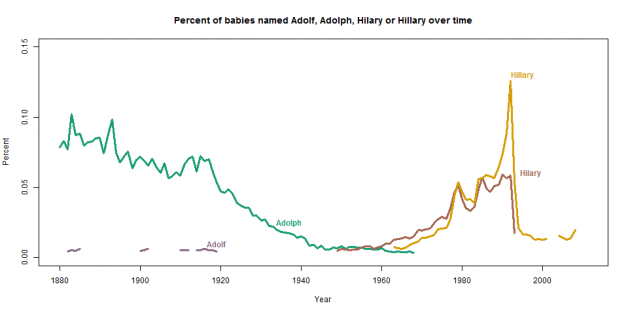 Percent of babies named Adolf, Adolph, Hilary or Hillary over time
0.15
Hillary
0.10
Percent
Hilary
0.05
Adolph
Adolf
0.00
1880 1900 1920 1940 1960 1980 2000
Year